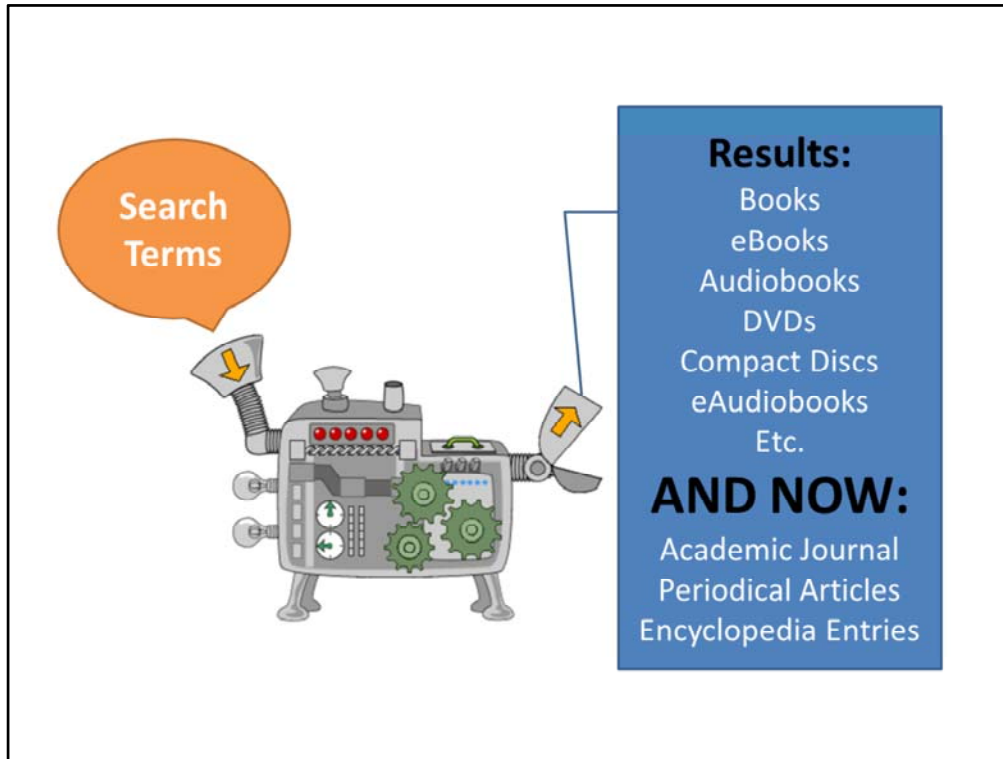 Search
Terms
Results:
Books
eBooks
Audiobooks
DVDs
Compact Discs
eAudiobooks
Etc.
AND NOW:
Academic Journal
Periodical Articles
Encyclopedia Entries